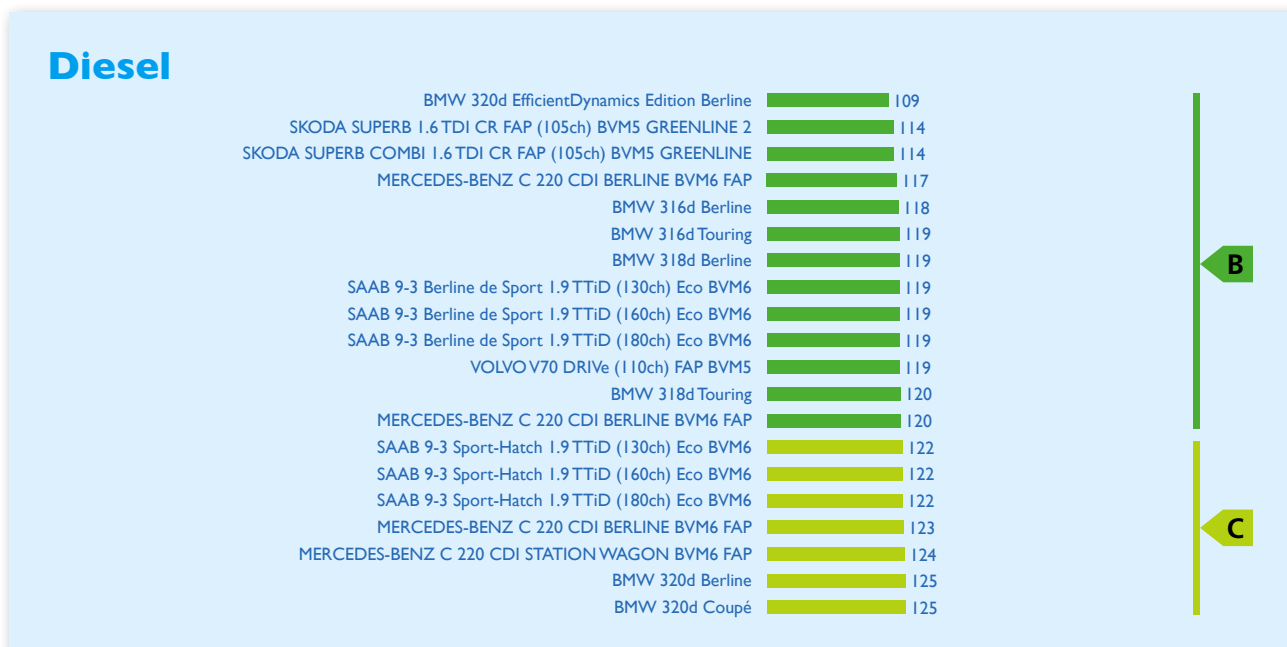 Diesel
BMW 320d EfficientDynamics Edition Berline 109
SKODA SUPERB 1.6 TDI CR FAP (105ch) BVM5 GREENLINE 2 114
SKODA SUPERB COMBI 1.6 TDI CR FAP (105ch) BVM5 GREENLINE 114
MERCEDES-BENZ C 220 CDI BERLINE BVM6 FAP 117
BMW 316d Berline 118
BMW 316d Touring 119
BMW 318d Berline 119
B
SAAB 9-3 Berline de Sport 1.9 TTiD (130ch) Eco BVM6 119
SAAB 9-3 Berline de Sport 1.9 TTiD (160ch) Eco BVM6 119
SAAB 9-3 Berline de Sport 1.9 TTiD (180ch) Eco BVM6 119
VOLVO V70 DRIVe (110ch) FAP BVM5 119
BMW 318d Touring 120
MERCEDES-BENZ C 220 CDI BERLINE BVM6 FAP 120
SAAB 9-3 Sport-Hatch 1.9 TTiD (130ch) Eco BVM6 122
SAAB 9-3 Sport-Hatch 1.9 TTiD (160ch) Eco BVM6 122
SAAB 9-3 Sport-Hatch 1.9 TTiD (180ch) Eco BVM6 122
MERCEDES-BENZ C 220 CDI BERLINE BVM6 FAP 123
C
MERCEDES-BENZ C 220 CDI STATION WAGON BVM6 FAP 124
BMW 320d Berline 125
BMW 320d Coupé 125